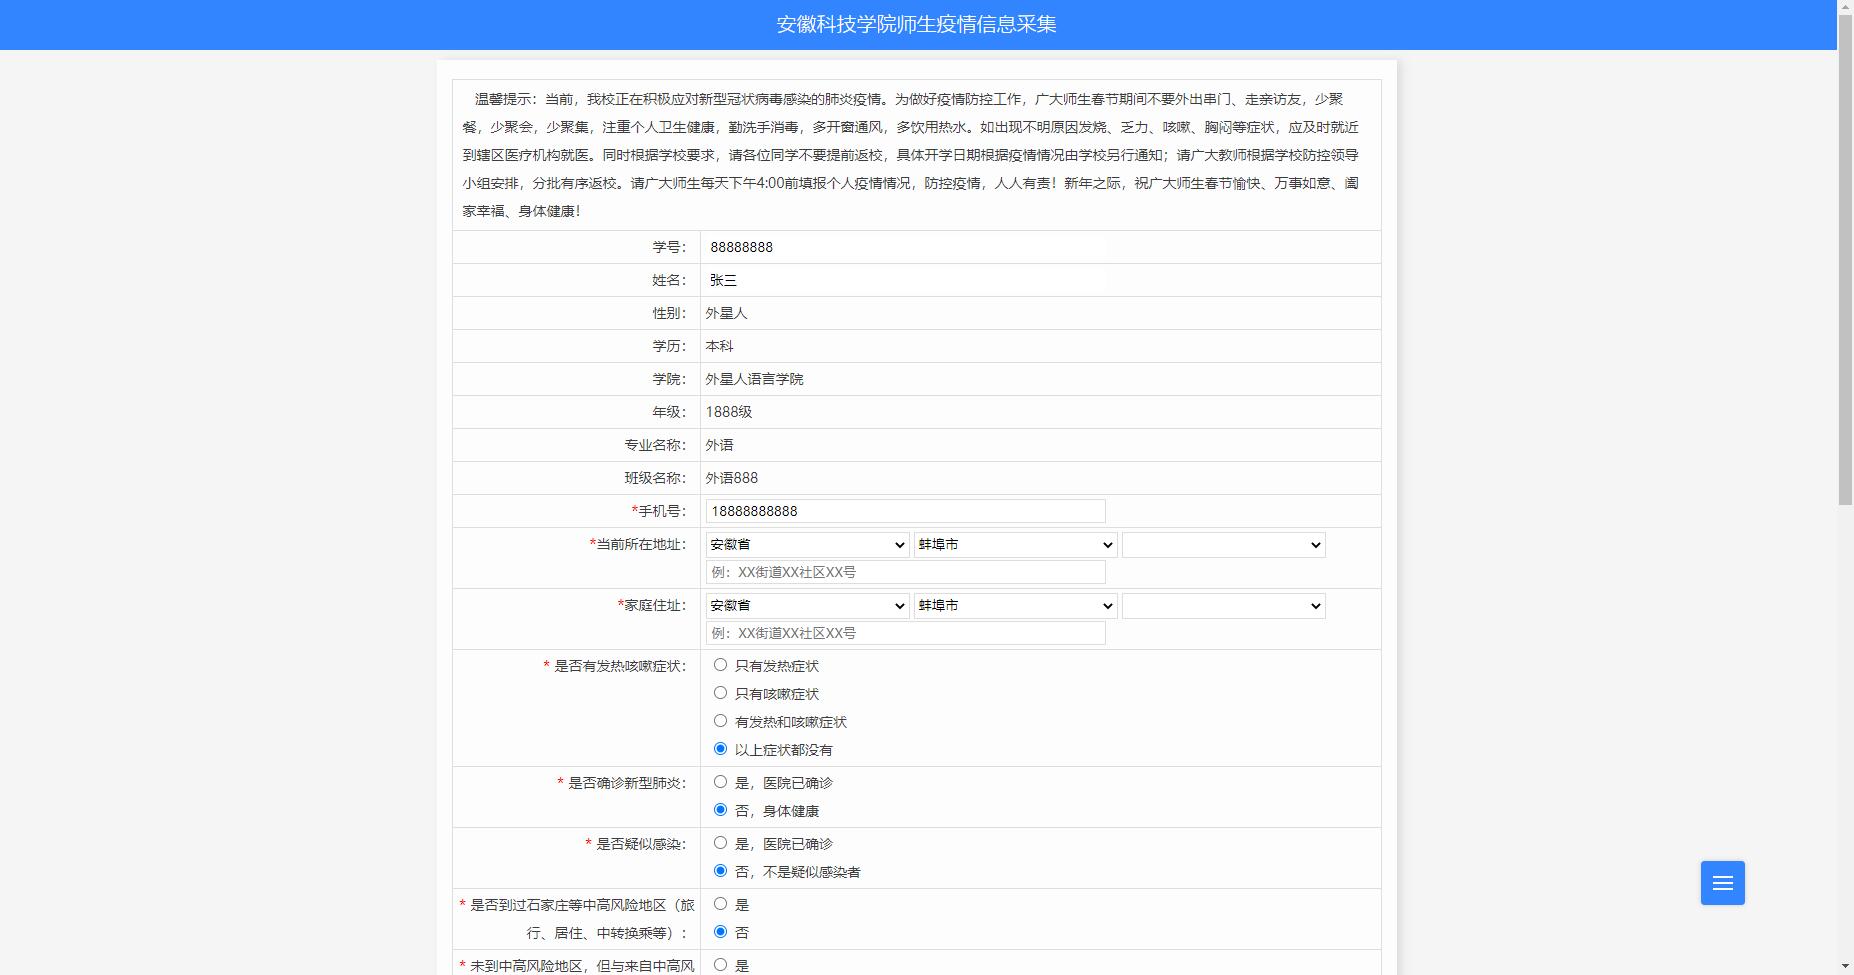 安徽科技学院师生疫情信息采集
温馨提示：当前，我校正在积极应对新型冠状病毒感染的肺炎疫情。为做好疫情防控工作，广大师生春节期间不要外出串门、走亲访友，少聚
餐，少聚会，少聚集，注重个人卫生健康，勤洗手消毒，多开窗通风，多饮用热水。如出现不明原因发烧、乏力、咳嗽、胸闷等症状，应及时就近
到辖区医疗机构就医。同时根据学校要求，请各位同学不要提前返校，具体开学日期根据疫情情况由学校另行通知；请广大教师根据学校防控领导
小组安排，分批有序返校。请广大师生每天下午4:00前填报个人疫情情况，防控疫情，人人有责！新年之际，祝广大师生春节愉快、万事如意、阖
家幸福、身体健康！
学号： 88888888
姓名： 张三
性别： 外星人
学历： 本科
学院： 外星人语言学院
年级： 1888级
专业名称： 外语
班级名称： 外语888
*手机号： 18888888888
*当前所在地址： 安徽省 蚌埠市
例：XX街道XX社区XX号
*家庭住址： 安徽省 蚌埠市
例：XX街道XX社区XX号
* 是否有发热咳嗽症状： 只有发热症状
只有咳嗽症状
有发热和咳嗽症状
以上症状都没有
* 是否确诊新型肺炎： 是，医院已确诊
否，身体健康
* 是否疑似感染： 是，医院已确诊
否，不是疑似感染者
* 是否到过石家庄等中高风险地区（旅 是
行、居住、中转换乘等）： 否
* 未到中高风险地区，但与来自中高风 是